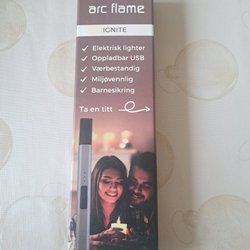 arc flame
IGNITE
Elektrisk lighter
Oppladbar USB
Værbestandig
Miljøvennlig
Barnesikring
Ta en titt